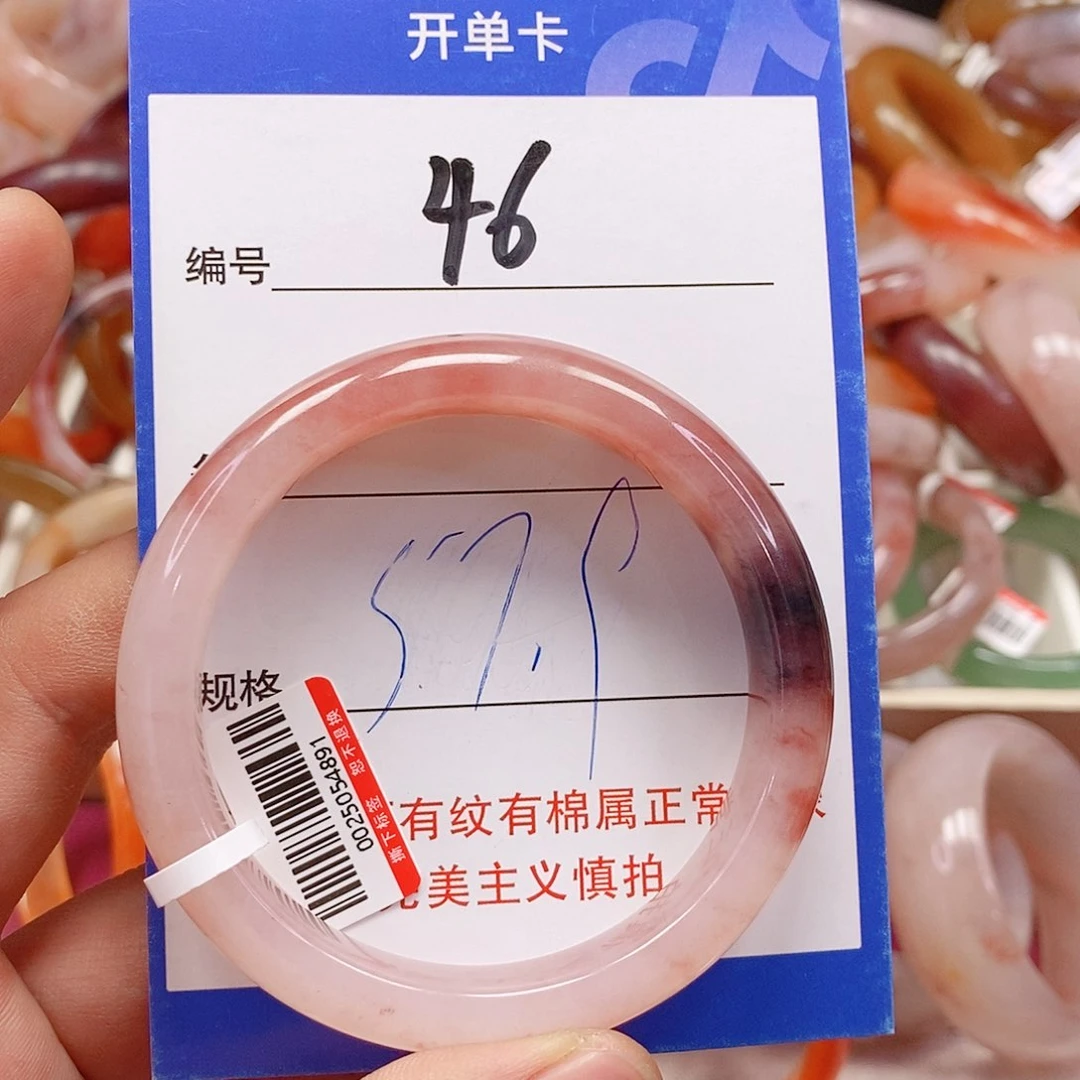 开单卡
编号 46
57.5
规格
撕下标签 恕不退换
0025054891
有纹有棉属正常
完美主义慎拍